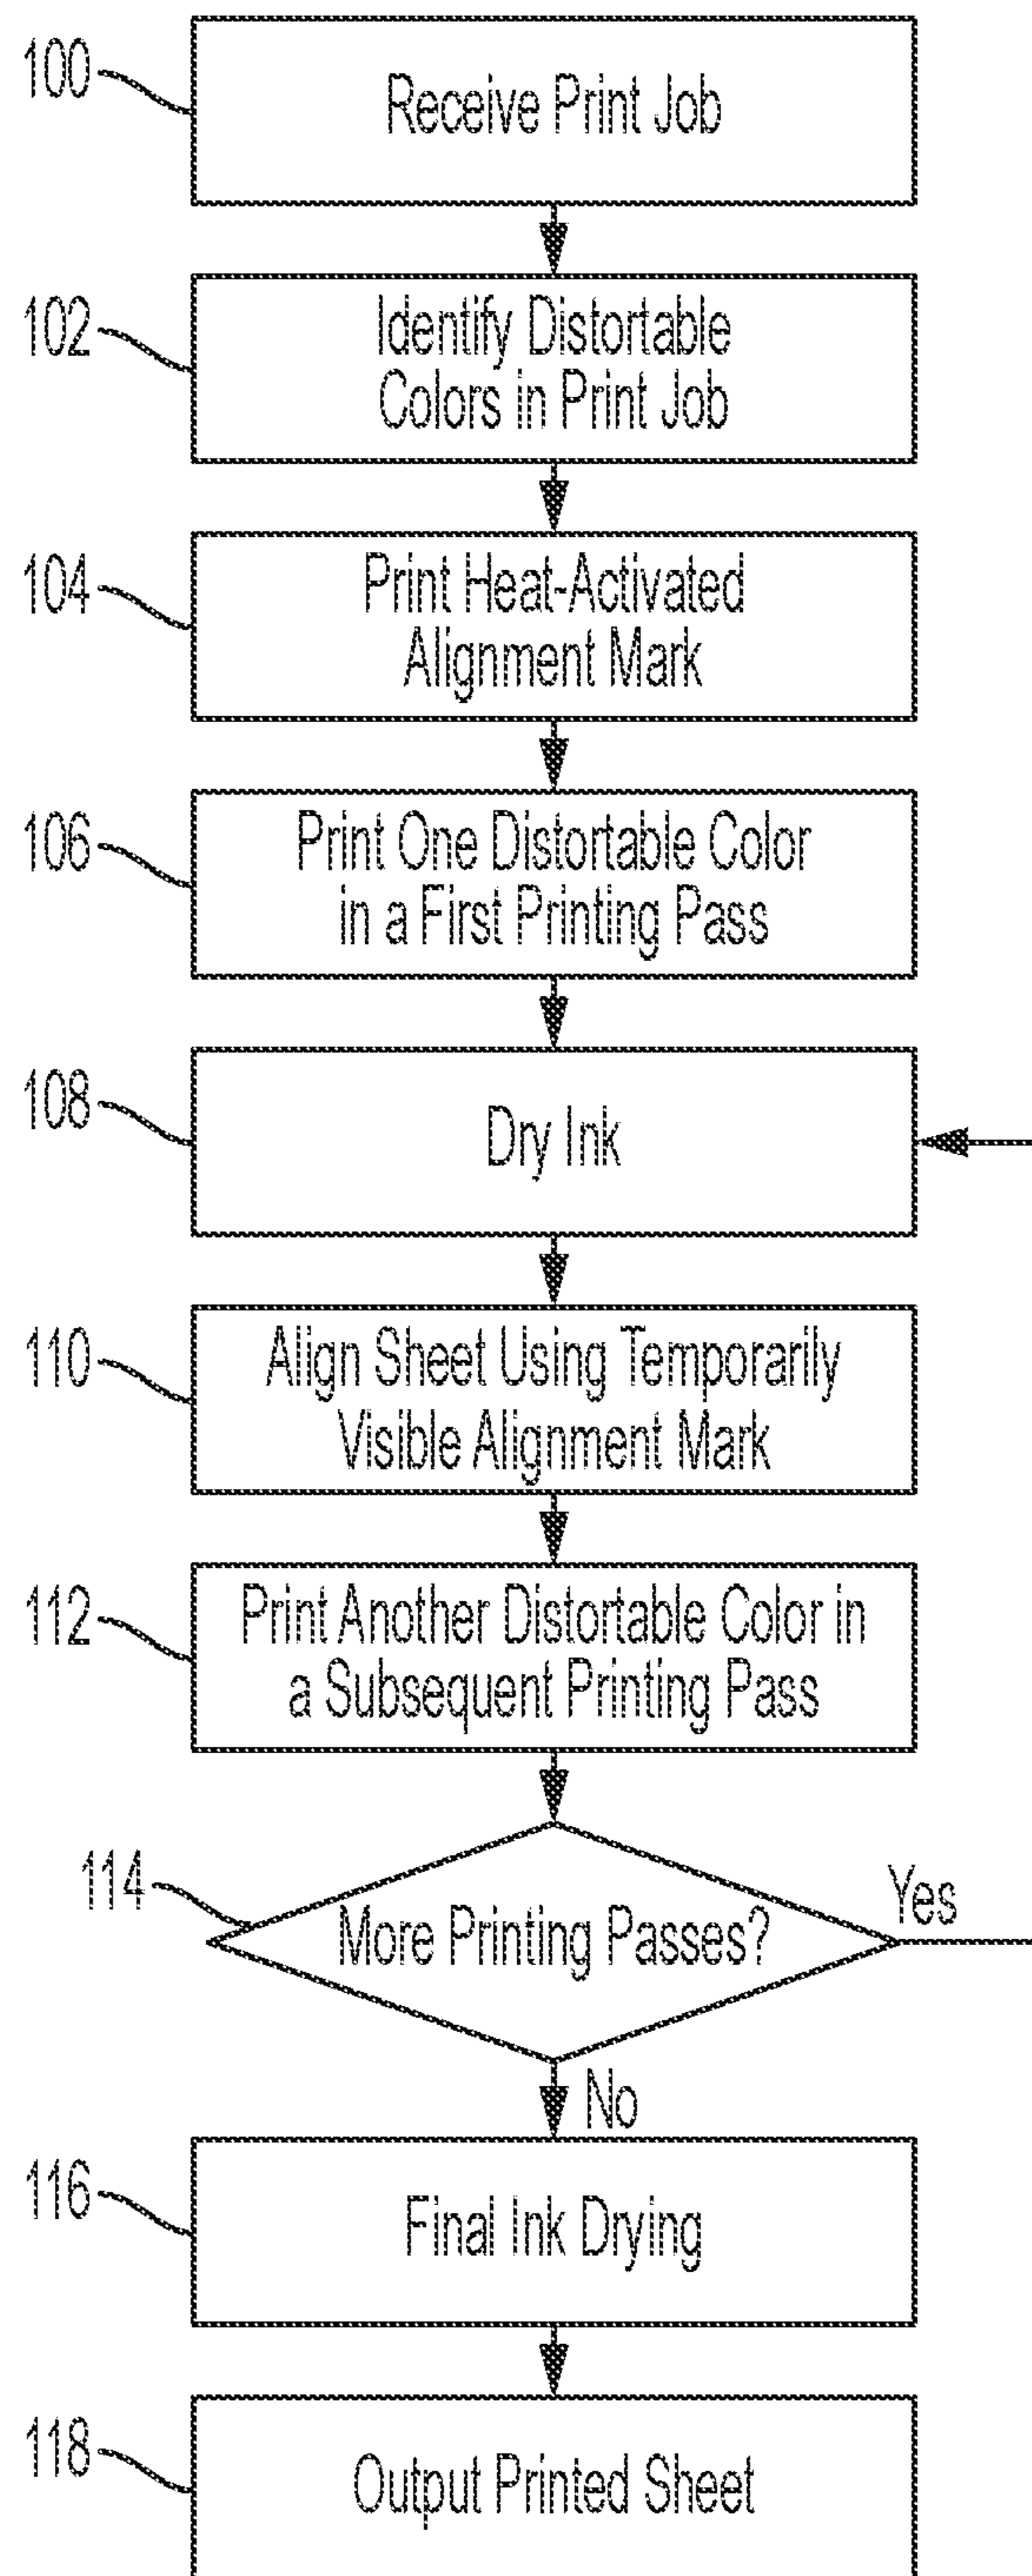 100
Receive Print Job
102
Identify Distortable
Colors in Print Job
104
Print Heat-Activated
Alignment Mark
106
Print One Distortable Color
in a First Printing Pass
108
Dry Ink
110
Align Sheet Using Temporarily
Visible Alignment Mark
112
Print Another Distortable Color in
a Subsequent Printing Pass
114
More Printing Passes?
Yes
No
116
Final Ink Drying
118
Output Printed Sheet